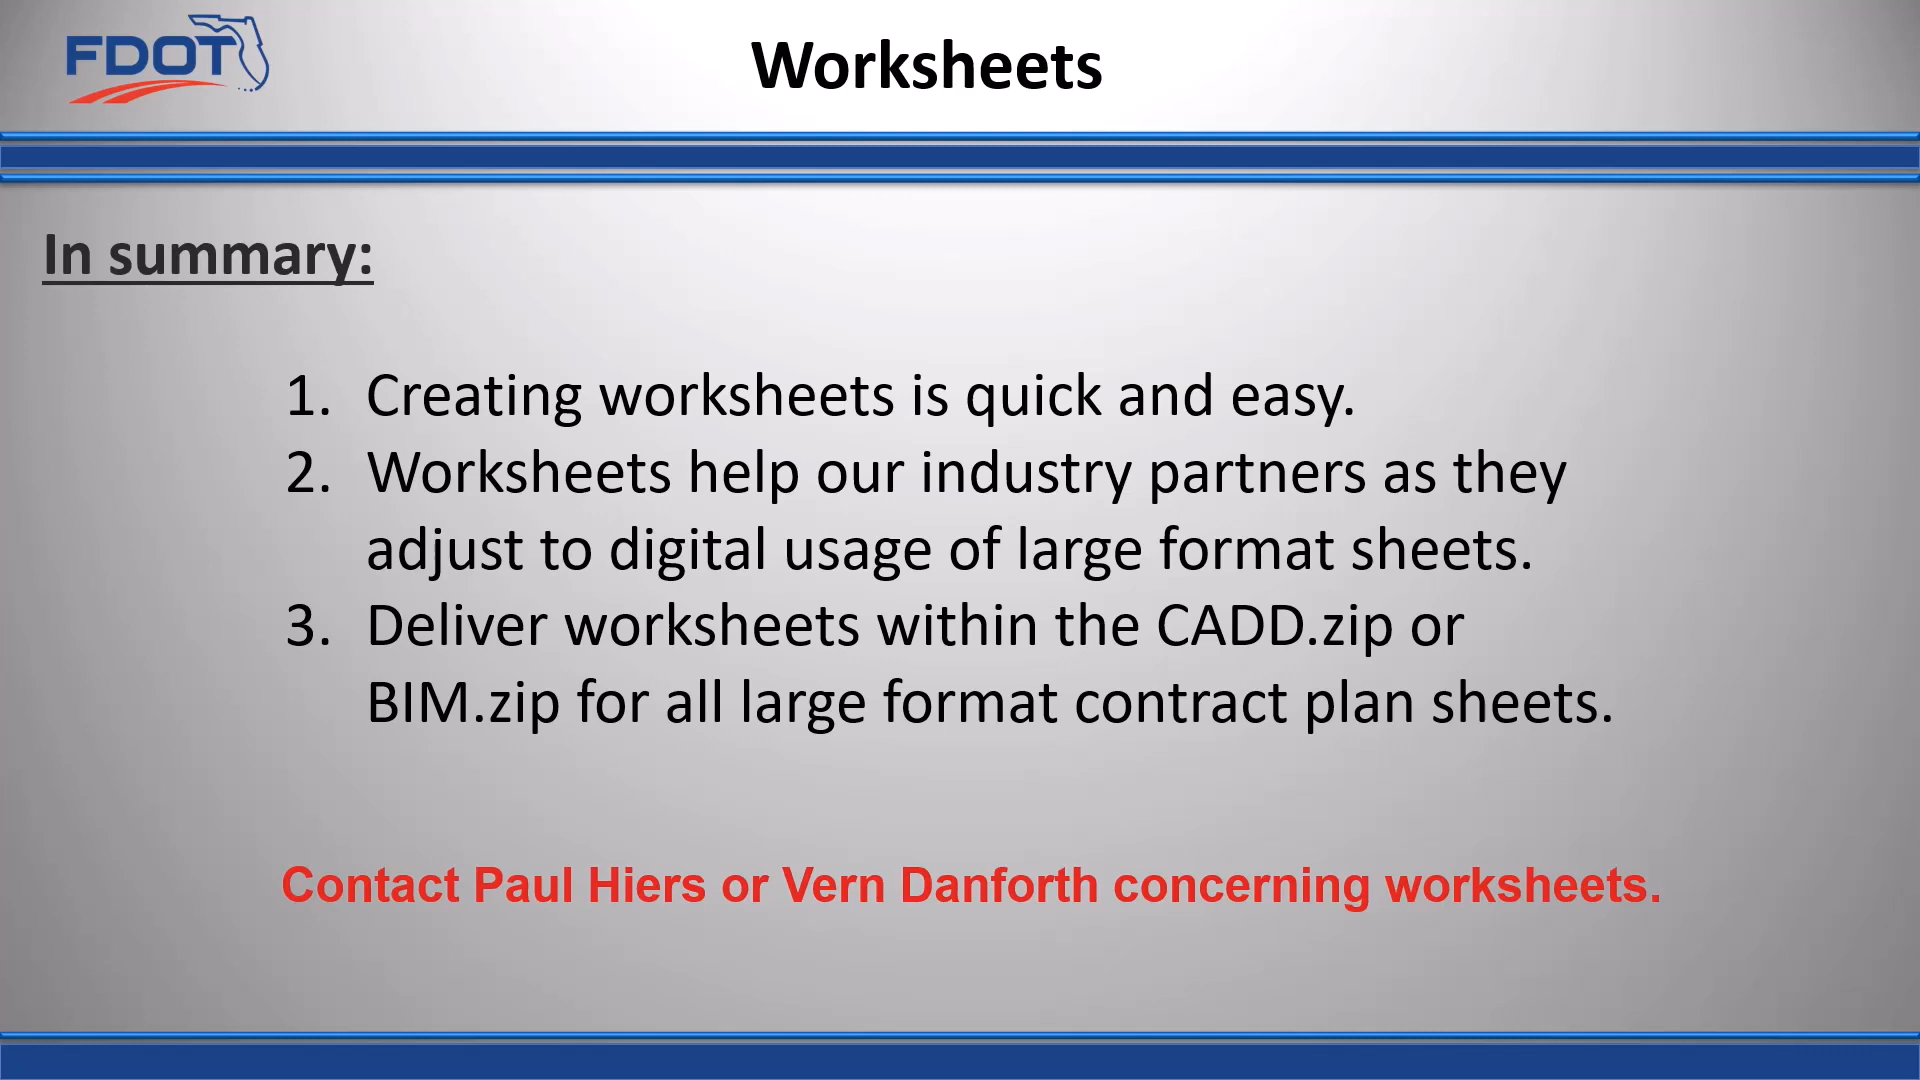 FDOT
Worksheets
In summary:
1. Creating worksheets is quick and easy.
2. Worksheets help our industry partners as they
adjust to digital usage of large format sheets.
3. Deliver worksheets within the CADD.zip or
BIM.zip for all large format contract plan sheets.
Contact Paul Hiers or Vern Danforth concerning worksheets.